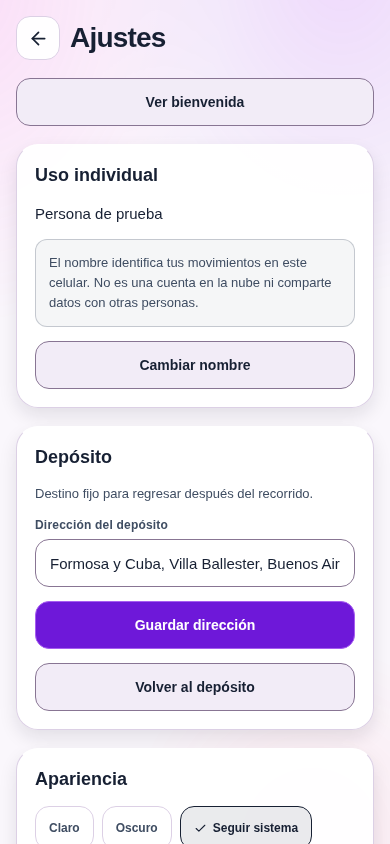 Ajustes
Ver bienvenida
Uso individual
Persona de prueba
El nombre identifica tus movimientos en este
celular. No es una cuenta en la nube ni comparte
datos con otras personas.
Cambiar nombre
Depósito
Destino fijo para regresar después del recorrido.
Dirección del depósito
Formosa y Cuba, Villa Ballester, Buenos Air
Guardar dirección
Volver al depósito
Apariencia
Claro
Oscuro
Seguir sistema